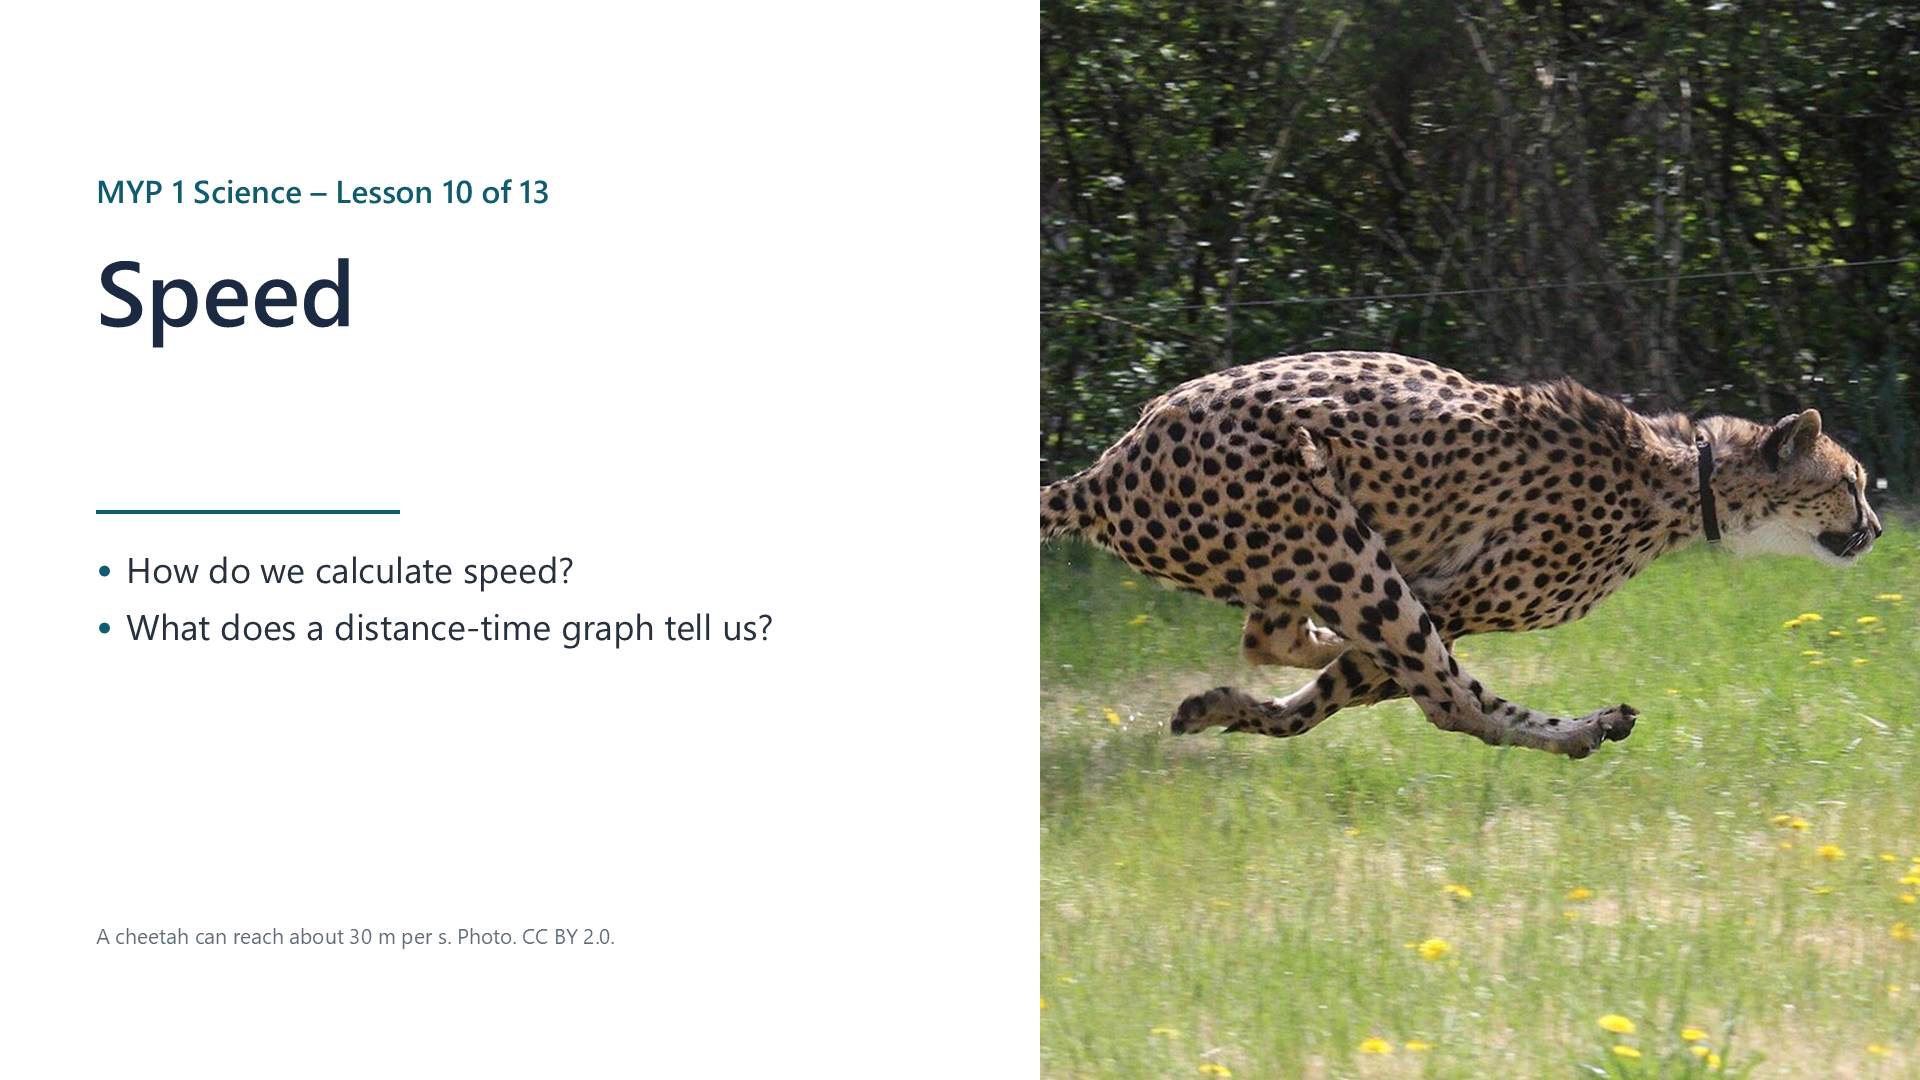 MYP 1 Science – Lesson 10 of 13
Speed
• How do we calculate speed?
• What does a distance-time graph tell us?
A cheetah can reach about 30 m per s. Photo. CC BY 2.0.